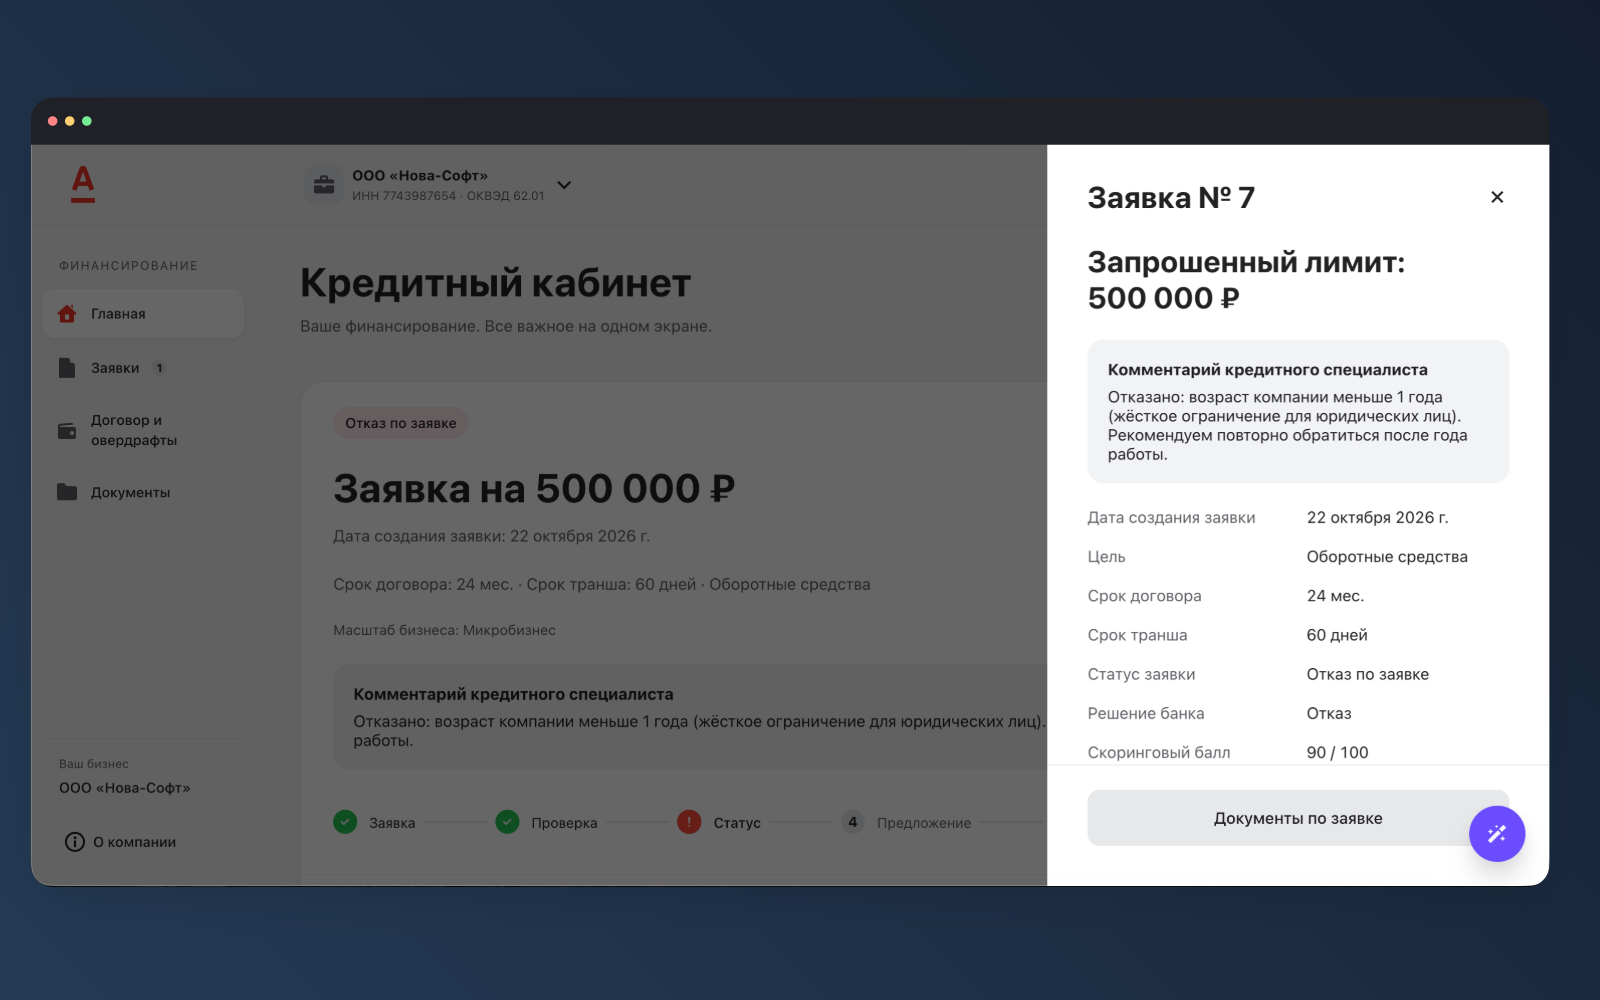 А
ООО «Нова-Софт»
ИНН 7743987654 · ОКВЭД 62.01
ФИНАНСИРОВАНИЕ
Главная
Заявки 1
Договор и
овердрафты
Документы
Ваш бизнес
ООО «Нова-Софт»
О компании
Кредитный кабинет
Ваше финансирование. Все важное на одном экране.
Отказ по заявке
Заявка на 500 000 ₽
Дата создания заявки: 22 октября 2026 г.
Срок договора: 24 мес. · Срок транша: 60 дней · Оборотные средства
Масштаб бизнеса: Микробизнес
Комментарий кредитного специалиста
Отказано: возраст компании меньше 1 года (жёсткое ограничение для юридических лиц).
работы.
Заявка
Проверка
! Статус
4 Предложение
Заявка № 7
Запрошенный лимит:
500 000 ₽
Комментарий кредитного специалиста
Отказано: возраст компании меньше 1 года
(жёсткое ограничение для юридических лиц).
Рекомендуем повторно обратиться после года
работы.
Дата создания заявки 22 октября 2026 г.
Цель Оборотные средства
Срок договора 24 мес.
Срок транша 60 дней
Статус заявки Отказ по заявке
Решение банка Отказ
Скоринговый балл 90 / 100
Документы по заявке